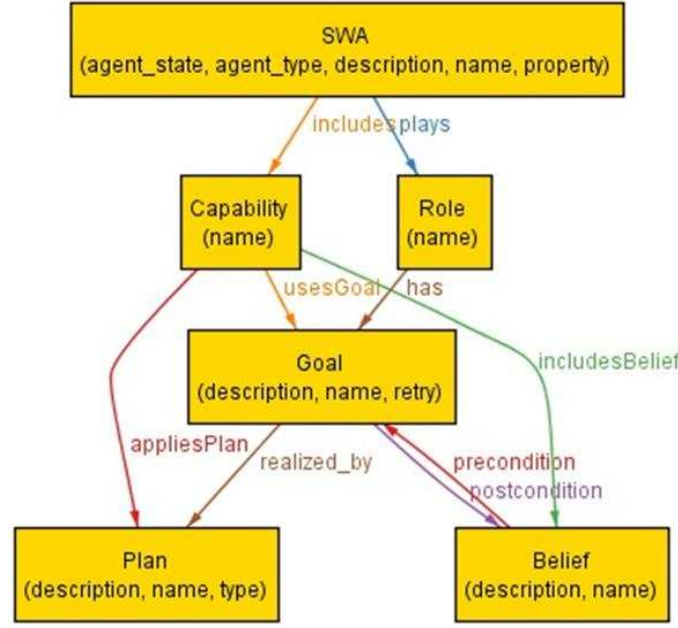 SWA
(agent_state, agent_type, description, name, property)
includes
plays
Capability
(name)
Role
(name)
usesGoal
has
Goal
(description, name, retry)
includesBelief
appliesPlan
realized_by
precondition
postcondition
Plan
(description, name, type)
Belief
(description, name)